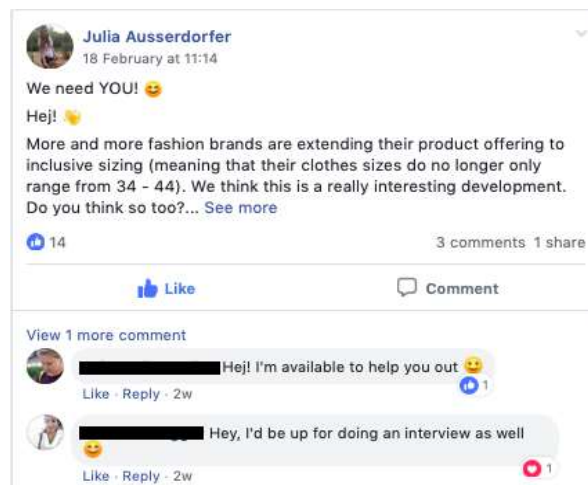 Julia Ausserdorfer
18 February at 11:14
We need YOU! 😊
Hej! 👋
More and more fashion brands are extending their product offering to
inclusive sizing (meaning that their clothes sizes do no longer only
range from 34 - 44). We think this is a really interesting development.
Do you think so too?... See more
14
3 comments 1 share
Like
Comment
View 1 more comment
Hej! I'm available to help you out 😀
1
Like · Reply · 2w
Hey, I'd be up for doing an interview as well
😊
1
Like · Reply · 2w